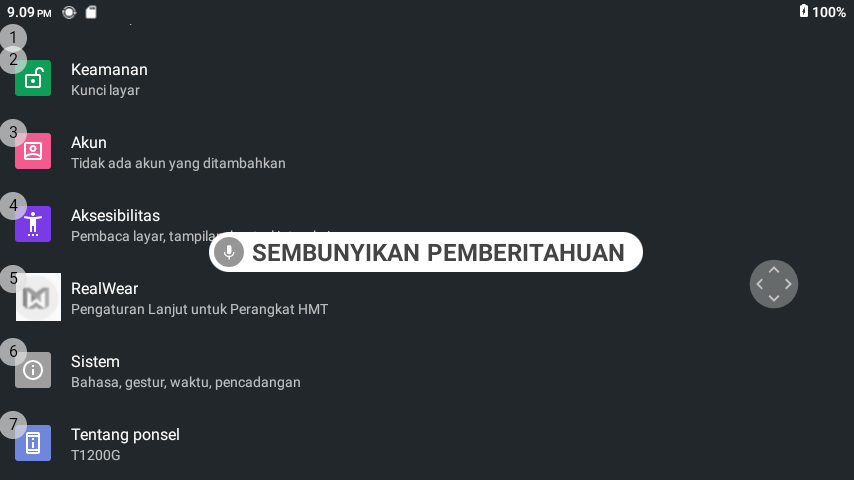 9.09 PM
100%
1
2
Keamanan
Kunci layar
3
Akun
Tidak ada akun yang ditambahkan
4
Aksesibilitas
Pembaca layar, tampilan
SEMBUNYIKAN PEMBERITAHUAN
5
RealWear
Pengaturan Lanjut untuk Perangkat HMT
6
Sistem
Bahasa, gestur, waktu, pencadangan
7
Tentang ponsel
T1200G